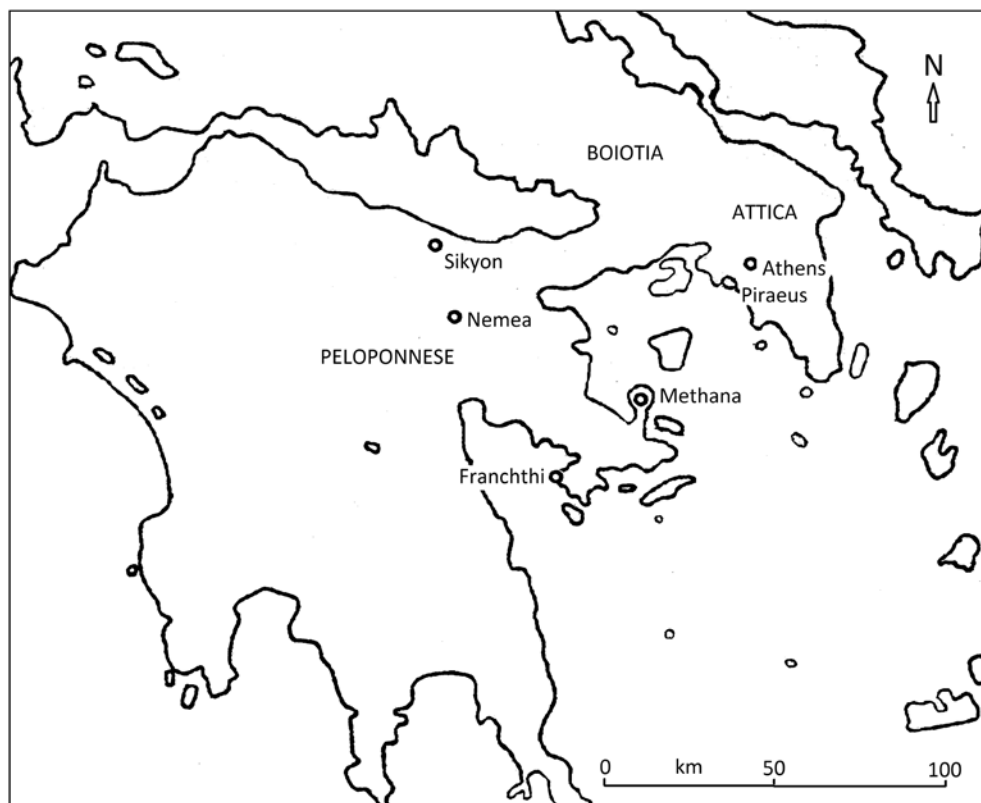 N
BOIOTIA
ATTICA
Sikyon
Athens
Piraeus
Nemea
PELOPONNESE
Methana
Franchthi
0 km 50 100